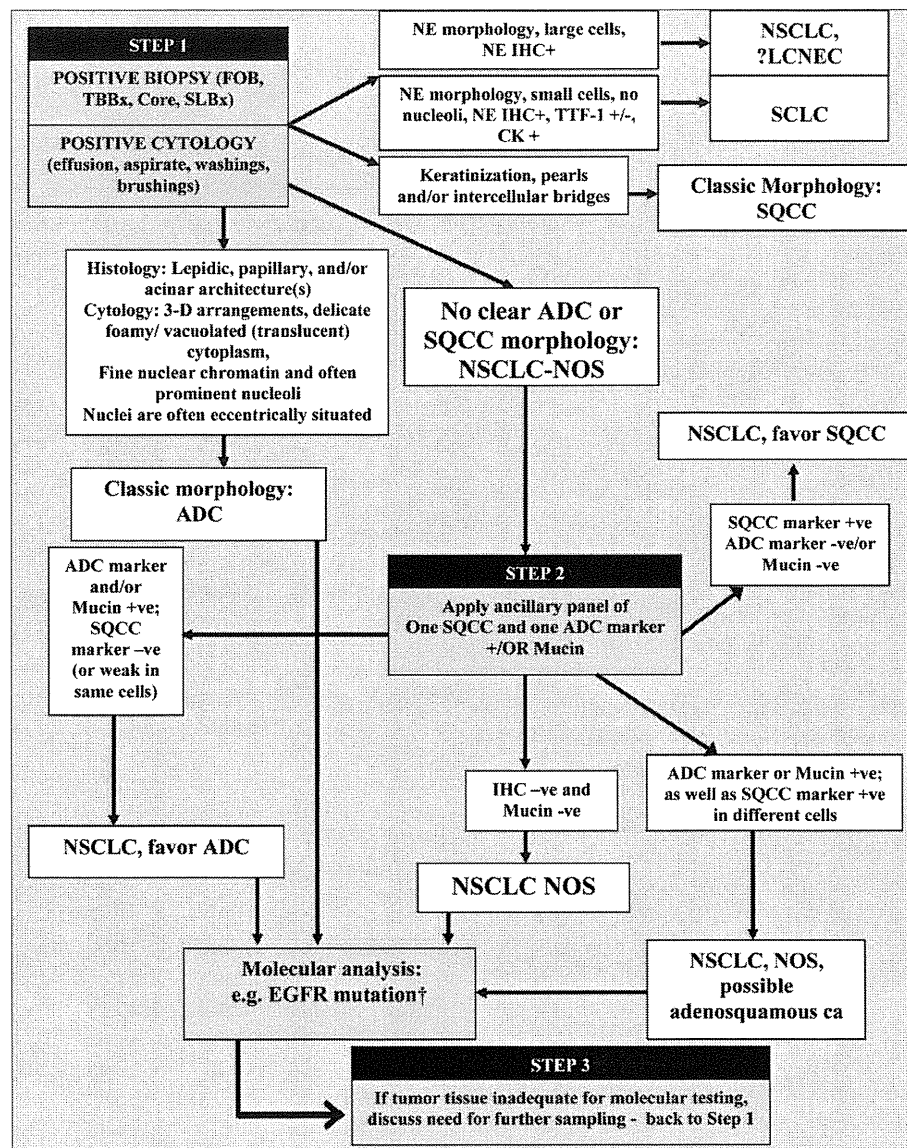 STEP 1
POSITIVE BIOPSY (FOB,
TBBx, Core, SLBx)
POSITIVE CYTOLOGY
(effusion, aspirate, washings,
brushings)
NE morphology, large cells,
NE IHC+
NSCLC,
?LCNEC
NE morphology, small cells, no
nucleoli, NE IHC+, TTF-1 +/-,
CK +
SCLC
Keratinization, pearls
and/or intercellular bridges
Classic Morphology:
SQCC
Histology: Lepidic, papillary, and/or
acinar architecture(s)
Cytology: 3-D arrangements, delicate
foamy/ vacuolated (translucent)
cytoplasm,
Fine nuclear chromatin and often
prominent nucleoli
Nuclei are often eccentrically situated
No clear ADC or
SQCC morphology:
NSCLC-NOS
Classic morphology:
ADC
NSCLC, favor SQCC
SQCC marker +ve
ADC marker -ve/or
Mucin -ve
STEP 2
Apply ancillary panel of
One SQCC and one ADC marker
+/OR Mucin
ADC marker
and/or
Mucin +ve;
SQCC
marker –ve
(or weak in
same cells)
IHC –ve and
Mucin -ve
ADC marker or Mucin +ve;
as well as SQCC marker +ve
in different cells
NSCLC, favor ADC
NSCLC NOS
Molecular analysis:
e.g. EGFR mutation†
NSCLC, NOS,
possible
adenosquamous ca
STEP 3
If tumor tissue inadequate for molecular testing,
discuss need for further sampling - back to Step 1